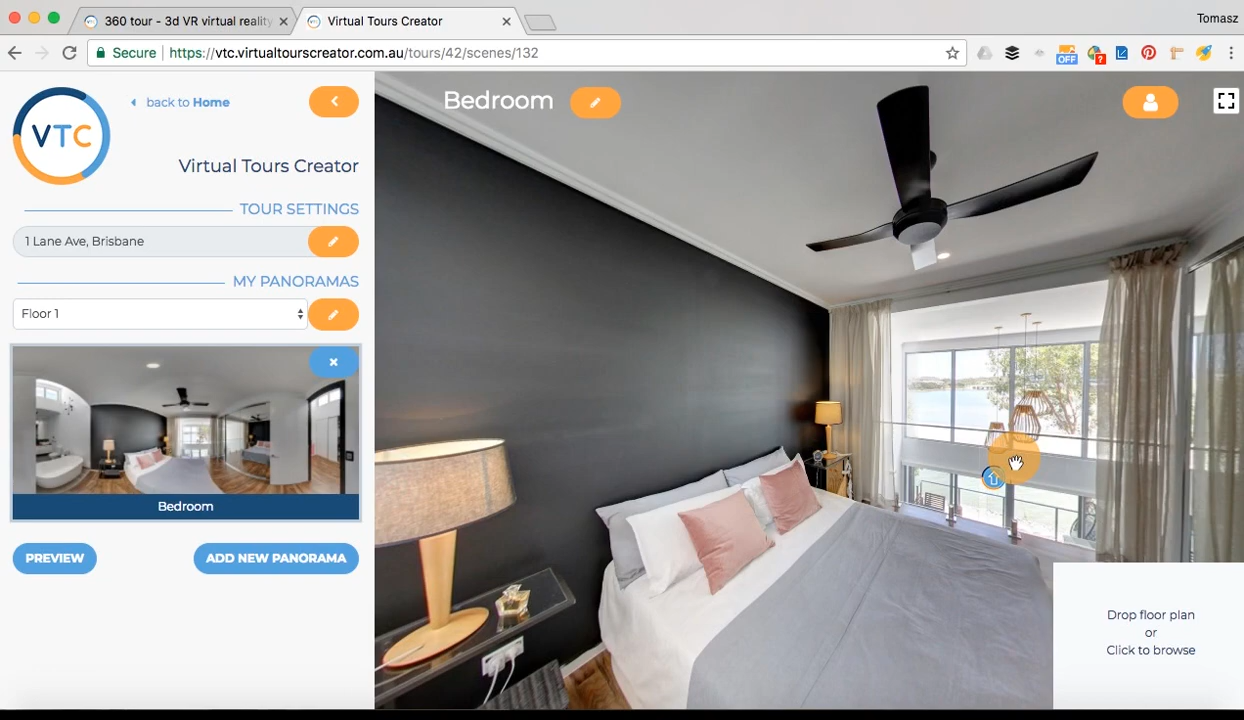 360 tour - 3d VR virtual reality
Virtual Tours Creator
Tomasz
Secure
https://vtc.virtualtourscreator.com.au/tours/42/scenes/132
OFF
?
VTC
back to Home
Virtual Tours Creator
TOUR SETTINGS
1 Lane Ave, Brisbane
MY PANORAMAS
Floor 1
Bedroom
PREVIEW
ADD NEW PANORAMA
Bedroom
Drop floor plan
or
Click to browse